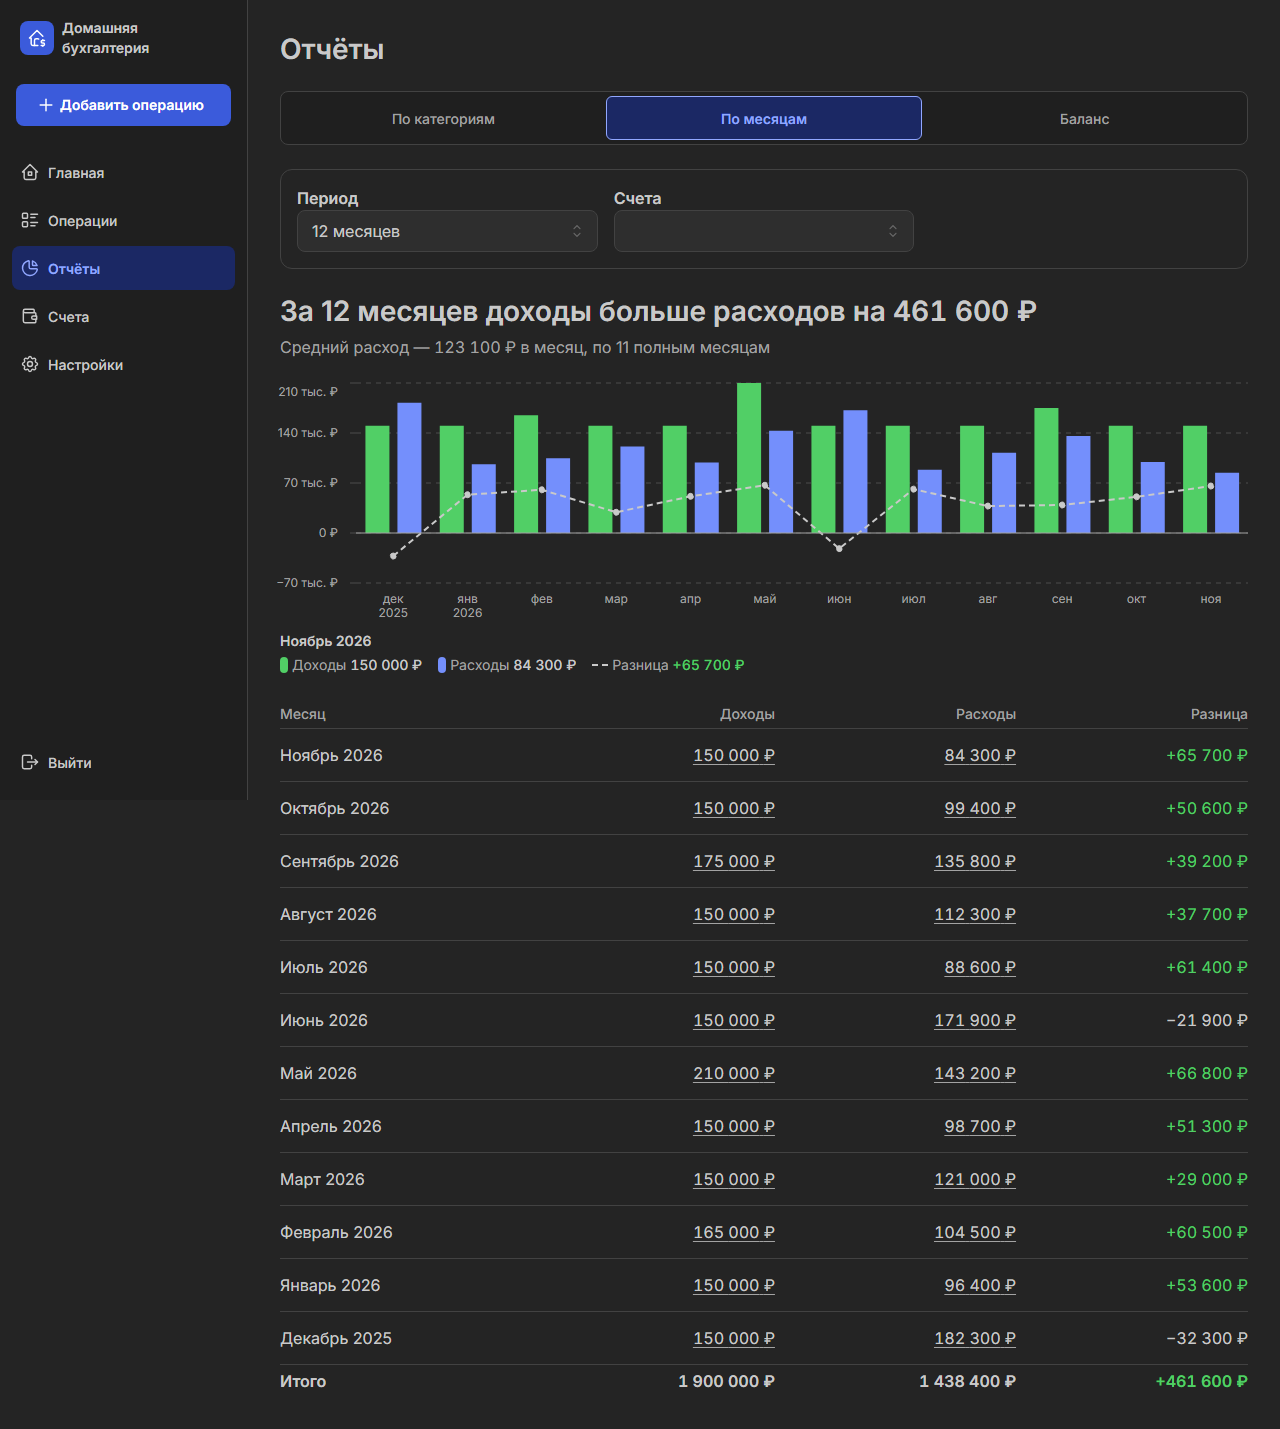 Домашняя
бухгалтерия
Добавить операцию
Главная
Операции
Отчёты
Счета
Настройки
Выйти
Отчёты
По категориям По месяцам Баланс
Период Счета
12 месяцев
За 12 месяцев доходы больше расходов на 461 600 ₽
Средний расход — 123 100 ₽ в месяц, по 11 полным месяцам
210 тыс. ₽
140 тыс. ₽
70 тыс. ₽
0 ₽
−70 тыс. ₽
дек янв фев мар апр май июн июл авг сен окт ноя
2025 2026
Ноябрь 2026
Доходы 150 000 ₽ Расходы 84 300 ₽ Разница +65 700 ₽
Месяц Доходы Расходы Разница
Ноябрь 2026 150 000 ₽ 84 300 ₽ +65 700 ₽
Октябрь 2026 150 000 ₽ 99 400 ₽ +50 600 ₽
Сентябрь 2026 175 000 ₽ 135 800 ₽ +39 200 ₽
Август 2026 150 000 ₽ 112 300 ₽ +37 700 ₽
Июль 2026 150 000 ₽ 88 600 ₽ +61 400 ₽
Июнь 2026 150 000 ₽ 171 900 ₽ −21 900 ₽
Май 2026 210 000 ₽ 143 200 ₽ +66 800 ₽
Апрель 2026 150 000 ₽ 98 700 ₽ +51 300 ₽
Март 2026 150 000 ₽ 121 000 ₽ +29 000 ₽
Февраль 2026 165 000 ₽ 104 500 ₽ +60 500 ₽
Январь 2026 150 000 ₽ 96 400 ₽ +53 600 ₽
Декабрь 2025 150 000 ₽ 182 300 ₽ −32 300 ₽
Итого 1 900 000 ₽ 1 438 400 ₽ +461 600 ₽